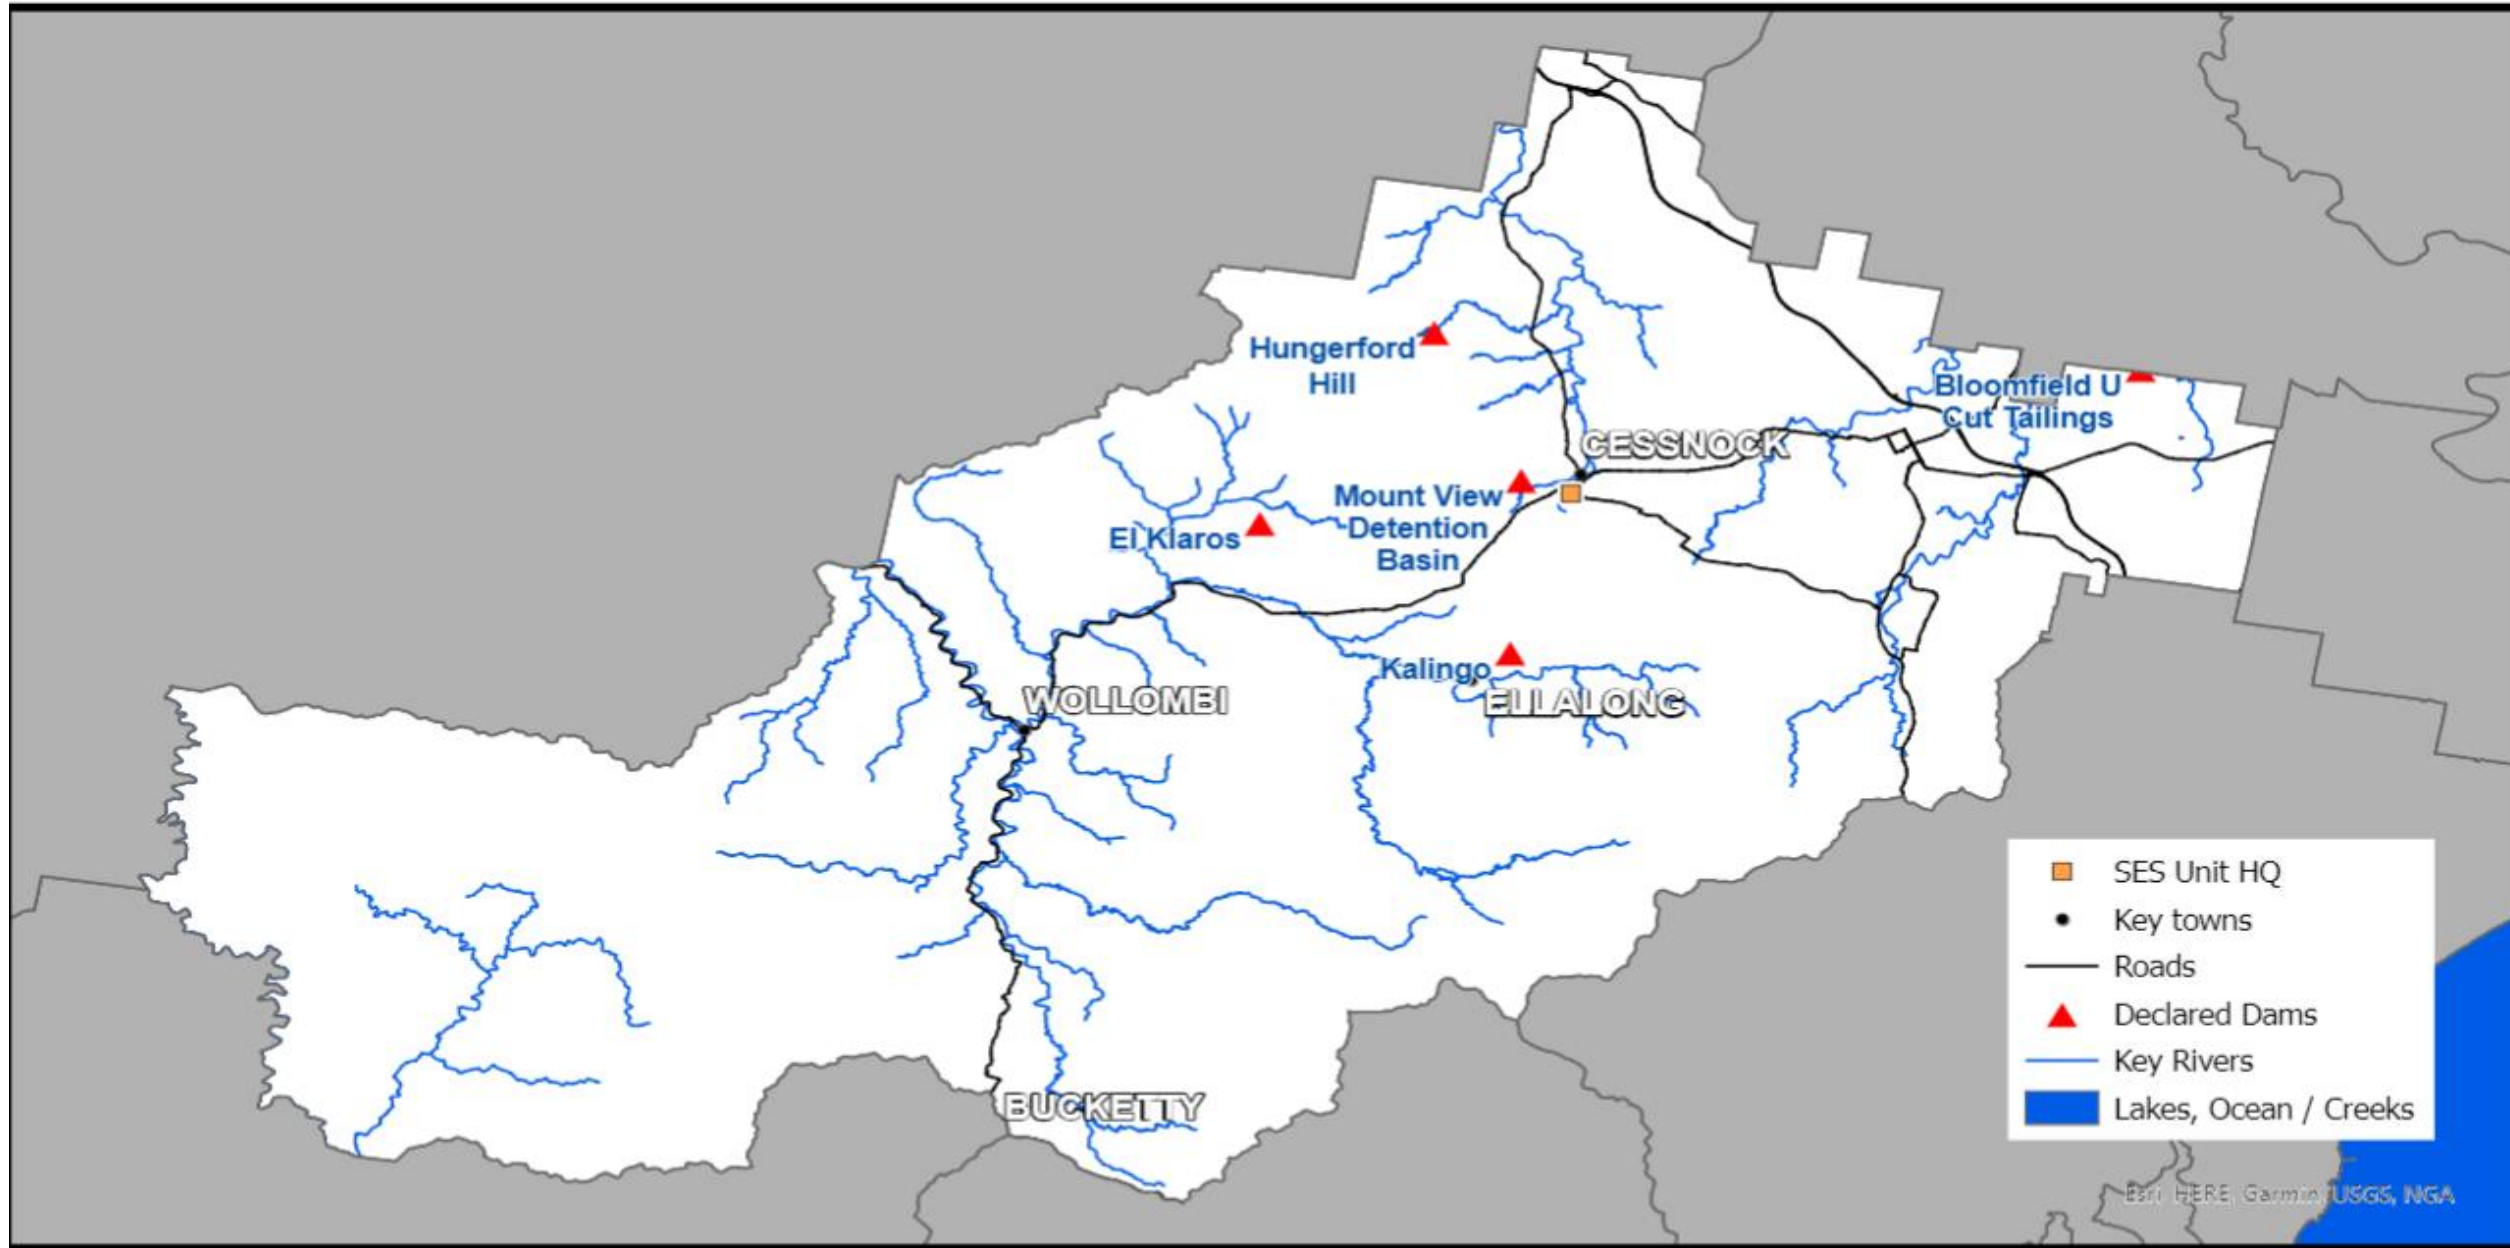 Hungerford
Hill
Bloomfield U
Cut Tailings
CESSNOCK
Mount View
Detention
Basin
El Klaros
Kalingo
WOLLOMBI
ELLALONG
BUCKETTY
SES Unit HQ
Key towns
Roads
Declared Dams
Key Rivers
Lakes, Ocean / Creeks
Esri, HERE, Garmin, USGS, NGA